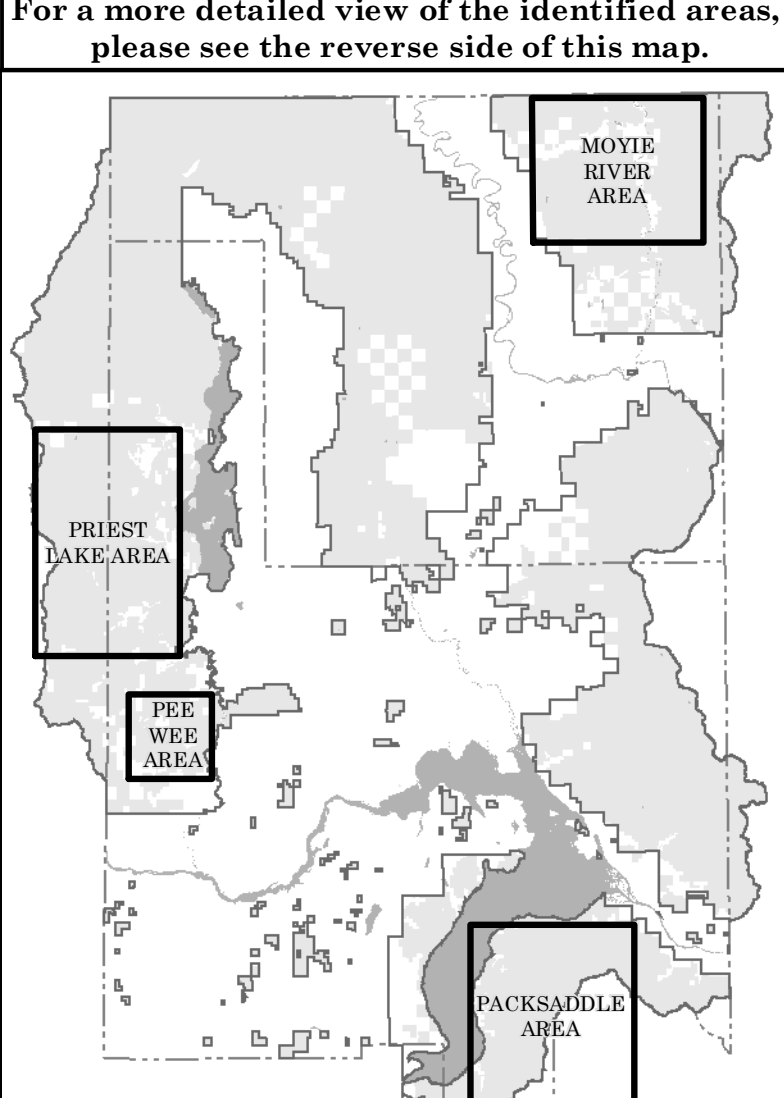 For a more detailed view of the identified areas,
please see the reverse side of this map.
MOYIE
RIVER
AREA
PRIEST
LAKE AREA
PEE
WEE
AREA
PACKSADDLE
AREA